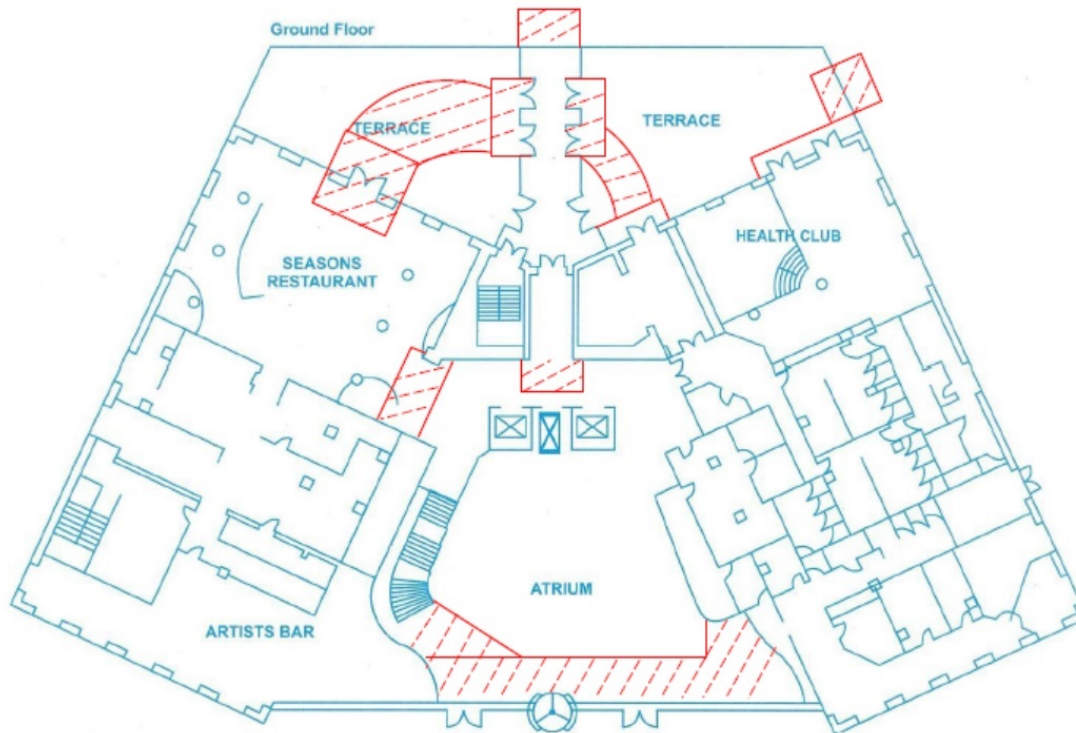 Ground Floor
TERRACE
TERRACE
HEALTH CLUB
SEASONS
RESTAURANT
ATRIUM
ARTISTS BAR